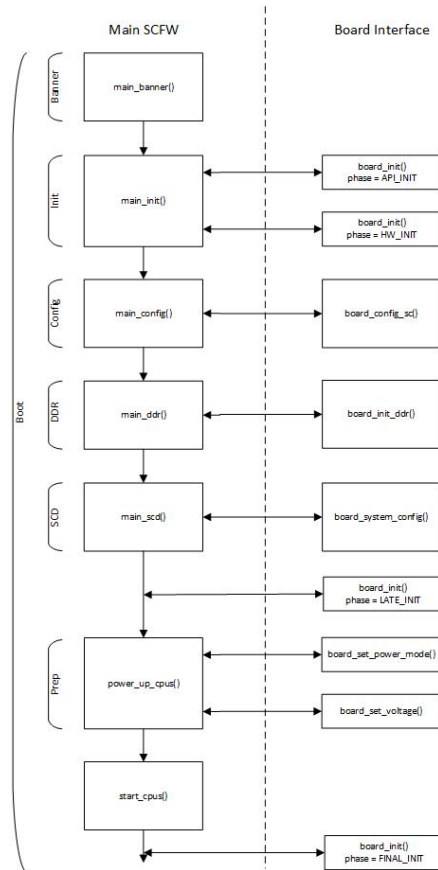 Main SCFW
Board Interface
Boot
Banner
main_banner()
Init
main_init()
board_init()
phase = API_INIT
board_init()
phase = HW_INIT
Config
main_config()
board_config_sc()
DDR
main_ddr()
board_init_ddr()
SCD
main_scd()
board_system_config()
board_init()
phase = LATE_INIT
Prep
power_up_cpus()
board_set_power_mode()
board_set_voltage()
start_cpus()
board_init()
phase = FINAL_INIT